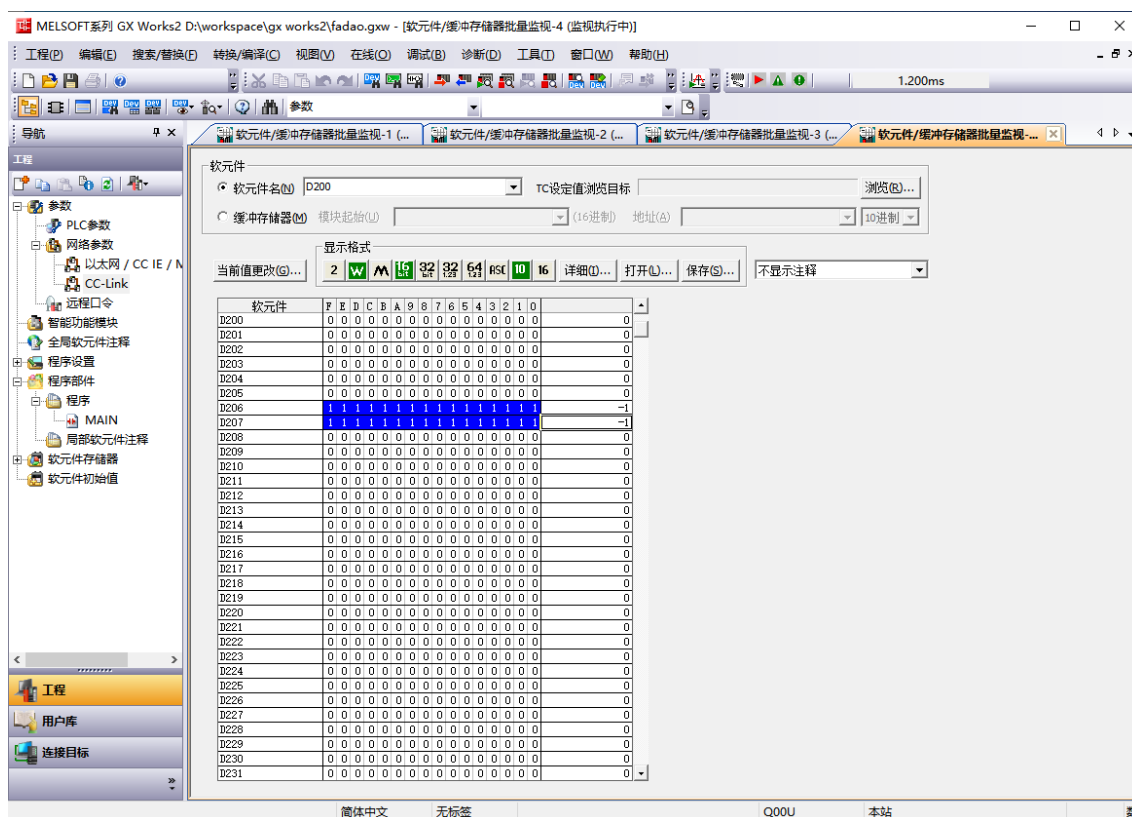 MELSOFT系列 GX Works2 D:\workspace\gx works2\fadao.gxw - [软元件/缓冲存储器批量监视-4 (监视执行中)]
工程(P) 编辑(E) 搜索/替换(F) 转换/编译(C) 视图(V) 在线(O) 调试(B) 诊断(D) 工具(T) 窗口(W) 帮助(H)
1.200ms
参数
导航
软元件/缓冲存储器批量监视-1 (... 软元件/缓冲存储器批量监视-2 (... 软元件/缓冲存储器批量监视-3 (... 软元件/缓冲存储器批量监视-...
工程
参数
PLC参数
网络参数
以太网 / CC IE / N
CC-Link
远程口令
智能功能模块
全局软元件注释
程序设置
程序部件
程序
MAIN
局部软元件注释
软元件存储器
软元件初始值
工程
用户库
连接目标
软元件
软元件名(N) D200 TC设定值浏览目标 浏览(R)...
缓冲存储器(M) 模块起始(U) (16进制) 地址(A) 10进制
显示格式
当前值更改(G)... 2 W M 16 bit 32 bit 32 1.23 64 1.23 ASC 10 16 详细(I)... 打开(L)... 保存(S)... 不显示注释
软元件 F E D C B A 9 8 7 6 5 4 3 2 1 0
D200 0 0 0 0 0 0 0 0 0 0 0 0 0 0 0 0 0
D201 0 0 0 0 0 0 0 0 0 0 0 0 0 0 0 0 0
D202 0 0 0 0 0 0 0 0 0 0 0 0 0 0 0 0 0
D203 0 0 0 0 0 0 0 0 0 0 0 0 0 0 0 0 0
D204 0 0 0 0 0 0 0 0 0 0 0 0 0 0 0 0 0
D205 0 0 0 0 0 0 0 0 0 0 0 0 0 0 0 0 0
D206 1 1 1 1 1 1 1 1 1 1 1 1 1 1 1 1 -1
D207 1 1 1 1 1 1 1 1 1 1 1 1 1 1 1 1 -1
D208 0 0 0 0 0 0 0 0 0 0 0 0 0 0 0 0 0
D209 0 0 0 0 0 0 0 0 0 0 0 0 0 0 0 0 0
D210 0 0 0 0 0 0 0 0 0 0 0 0 0 0 0 0 0
D211 0 0 0 0 0 0 0 0 0 0 0 0 0 0 0 0 0
D212 0 0 0 0 0 0 0 0 0 0 0 0 0 0 0 0 0
D213 0 0 0 0 0 0 0 0 0 0 0 0 0 0 0 0 0
D214 0 0 0 0 0 0 0 0 0 0 0 0 0 0 0 0 0
D215 0 0 0 0 0 0 0 0 0 0 0 0 0 0 0 0 0
D216 0 0 0 0 0 0 0 0 0 0 0 0 0 0 0 0 0
D217 0 0 0 0 0 0 0 0 0 0 0 0 0 0 0 0 0
D218 0 0 0 0 0 0 0 0 0 0 0 0 0 0 0 0 0
D219 0 0 0 0 0 0 0 0 0 0 0 0 0 0 0 0 0
D220 0 0 0 0 0 0 0 0 0 0 0 0 0 0 0 0 0
D221 0 0 0 0 0 0 0 0 0 0 0 0 0 0 0 0 0
D222 0 0 0 0 0 0 0 0 0 0 0 0 0 0 0 0 0
D223 0 0 0 0 0 0 0 0 0 0 0 0 0 0 0 0 0
D224 0 0 0 0 0 0 0 0 0 0 0 0 0 0 0 0 0
D225 0 0 0 0 0 0 0 0 0 0 0 0 0 0 0 0 0
D226 0 0 0 0 0 0 0 0 0 0 0 0 0 0 0 0 0
D227 0 0 0 0 0 0 0 0 0 0 0 0 0 0 0 0 0
D228 0 0 0 0 0 0 0 0 0 0 0 0 0 0 0 0 0
D229 0 0 0 0 0 0 0 0 0 0 0 0 0 0 0 0 0
D230 0 0 0 0 0 0 0 0 0 0 0 0 0 0 0 0 0
D231 0 0 0 0 0 0 0 0 0 0 0 0 0 0 0 0 0
简体中文 无标签 Q00U 本站